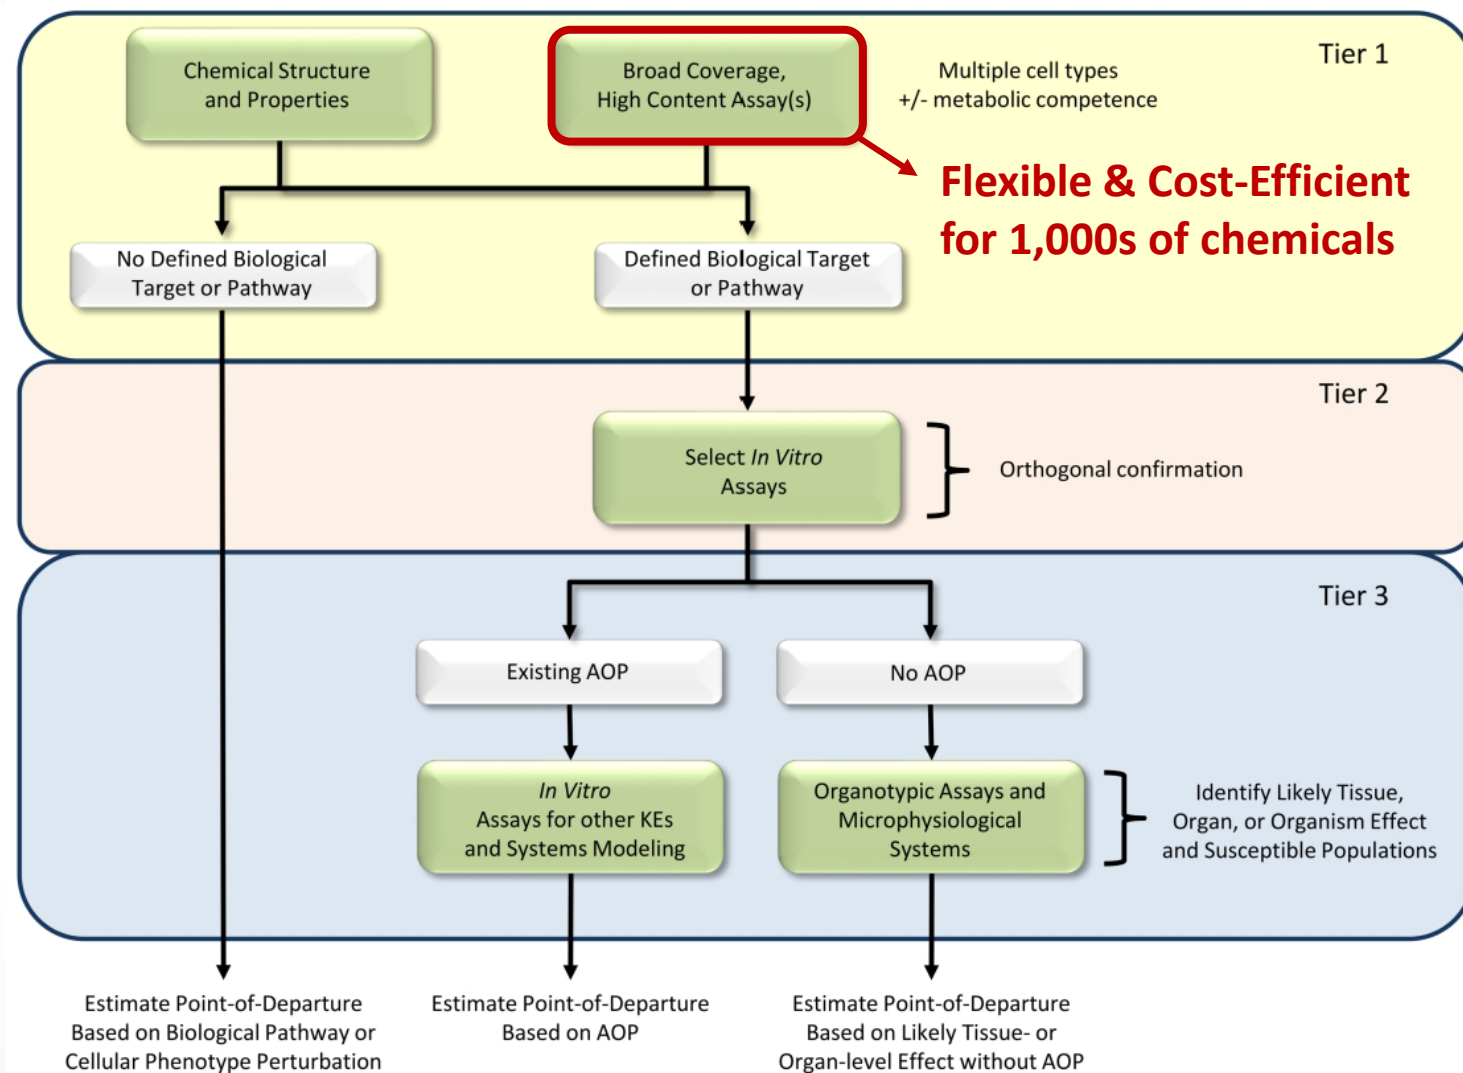 Tier 1
Chemical Structure
and Properties
Broad Coverage,
High Content Assay(s)
Multiple cell types
+/- metabolic competence
Flexible & Cost-Efficient
for 1,000s of chemicals
No Defined Biological
Target or Pathway
Defined Biological Target
or Pathway
Tier 2
Select In Vitro
Assays
Orthogonal confirmation
Tier 3
Existing AOP
No AOP
In Vitro
Assays for other KEs
and Systems Modeling
Organotypic Assays and
Microphysiological
Systems
Identify Likely Tissue,
Organ, or Organism Effect
and Susceptible Populations
Estimate Point-of-Departure
Based on Biological Pathway or
Cellular Phenotype Perturbation
Estimate Point-of-Departure
Based on AOP
Estimate Point-of-Departure
Based on Likely Tissue- or
Organ-level Effect without AOP